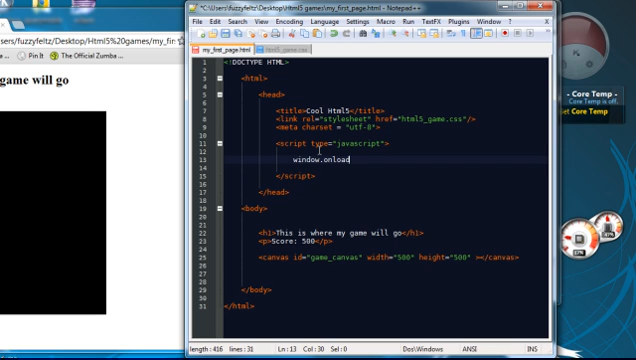 *C:\Users\fuzzyfeltz\Desktop\Html5 games\my_first_page.html - Notepad++
sers/fuzzyfeltz/Desktop/Html5%20games/my_fir
Pin It The Official Zumba ...
File Edit Search View Encoding Language Settings Macro Run TextFX Plugins Window ?
my_first_page.html html5_game.css
game will go
1 <!DOCTYPE HTML>
2
3 <html>
4
5 <head>
6
7 <title>Cool Html5</title>
8 <link rel="stylesheet" href="html5_game.css"/>
9 <meta charset = "utf-8">
10
11 <script type="javascript">
12
13 window.onload
14
15 </script>
16
17 </head>
18
19 <body>
20
21
22 <h1>This is where my game will go</h1>
23 <p>Score: 500</p>
24
25 <canvas id="game_canvas" width="500" height="500" ></canvas>
26
27
28
29 </body>
30
31 </html>
- Core Temp -
Core Temp is off.
Get Core Temp
length : 416 lines : 31 Ln : 13 Col : 30 Sel : 0 Dos\Windows ANSI INS